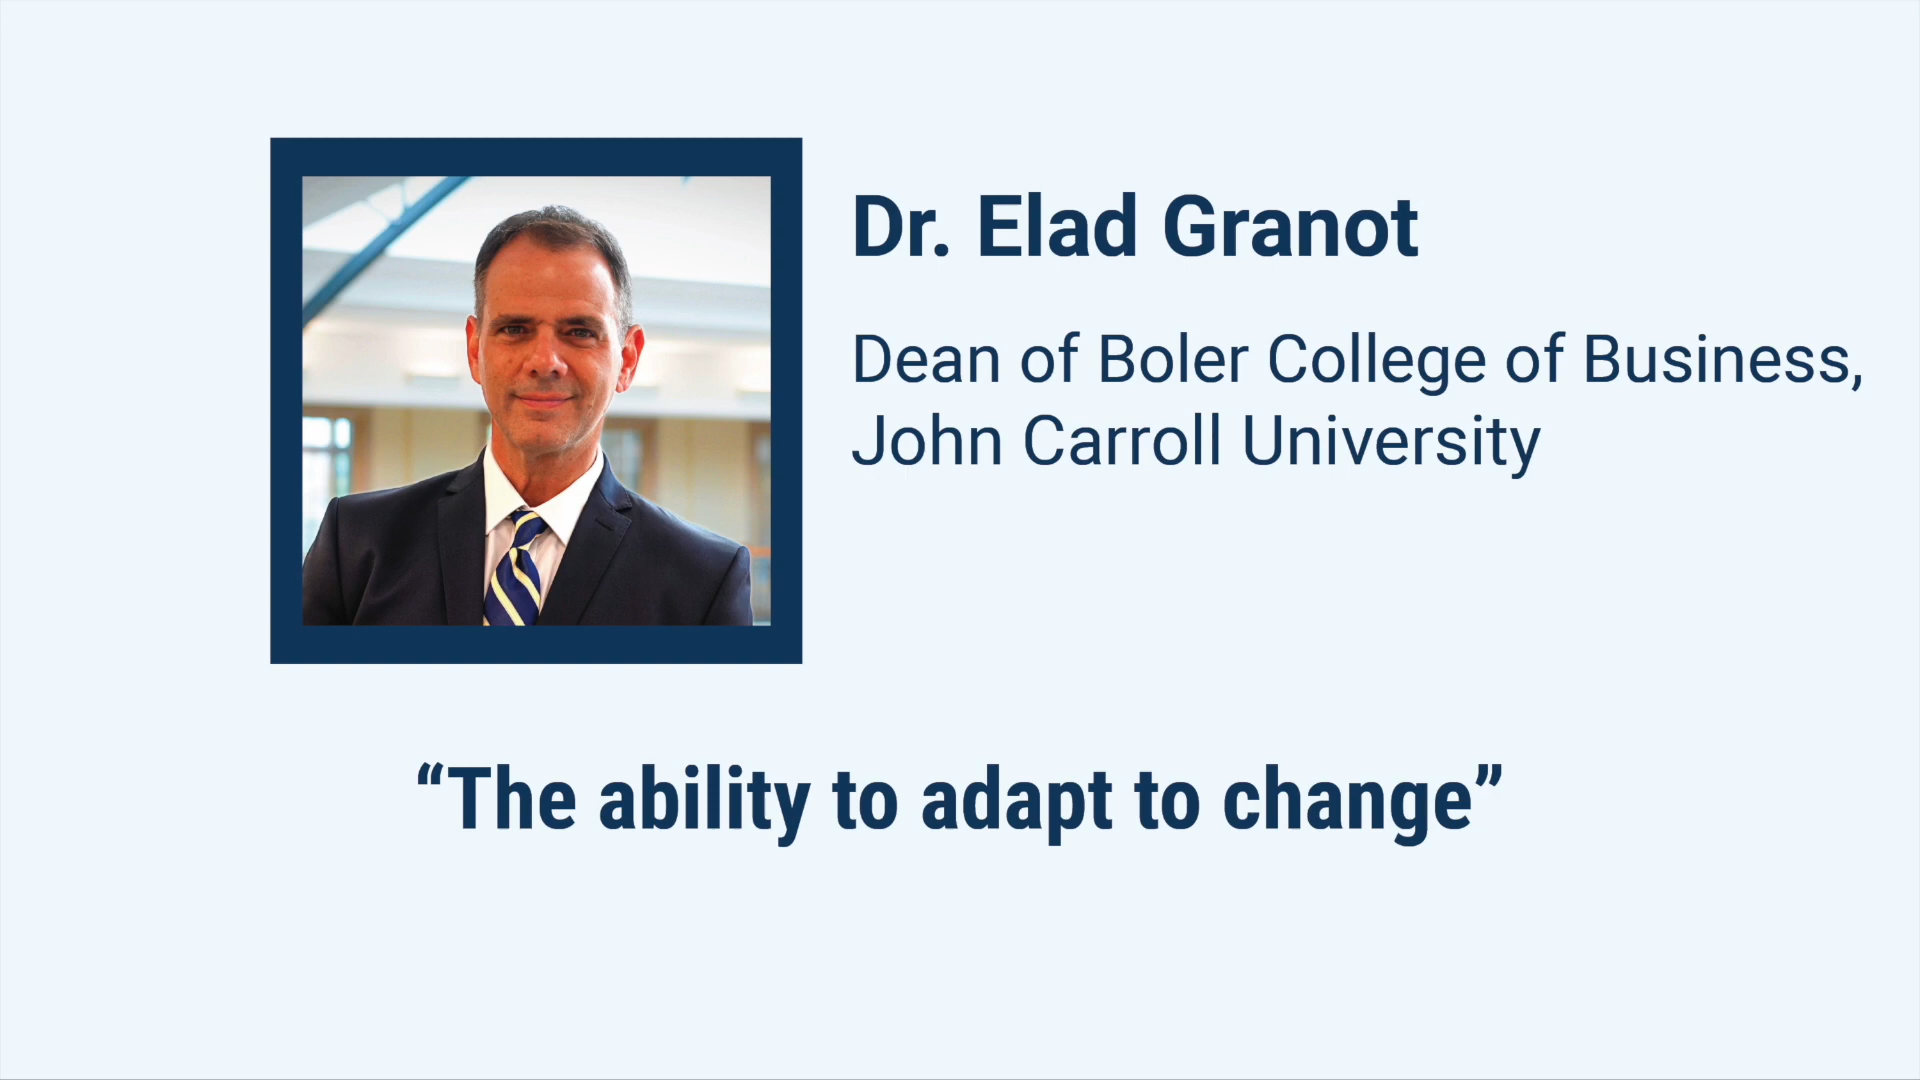 Dr. Elad Granot
Dean of Boler College of Business,
John Carroll University
“The ability to adapt to change”